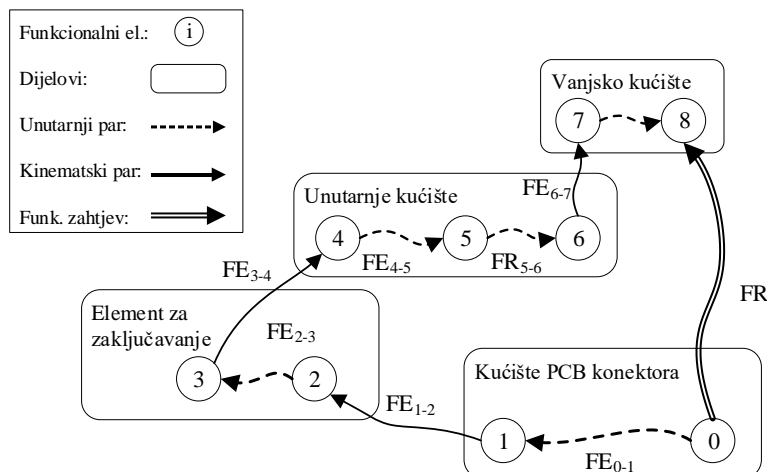 Funkcionalni el.:
i
Dijelovi:
Unutarnji par:
Kinematski par:
Funk. zahtjev:
Vanjsko kućište
7
8
FE6-7
Unutarnje kućište
4
5
6
FE4-5
FR5-6
FE3-4
FR
Element za
zaključavanje
FE2-3
3
2
FE1-2
Kućište PCB konektora
1
0
FE0-1